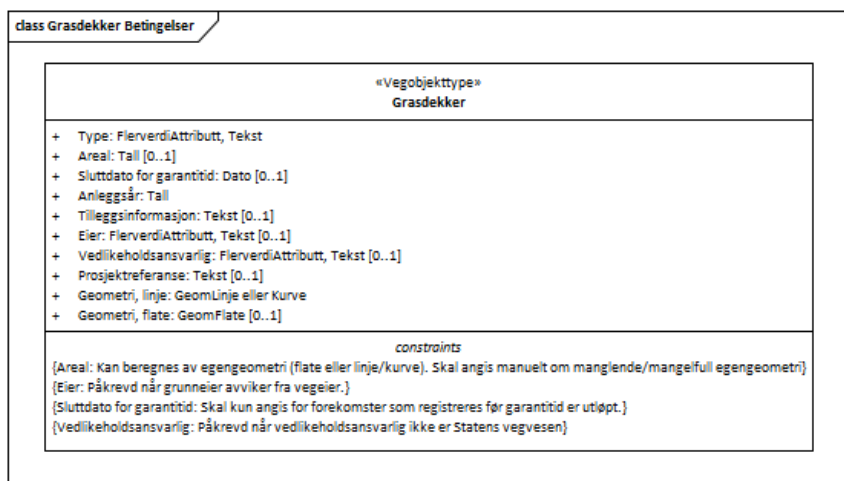 class Grasdekker Betingelser
«Vegobjekttype»
Grasdekker
+ Type: FlerverdiAttributt, Tekst
+ Areal: Tall [0..1]
+ Sluttdato for garantitid: Dato [0..1]
+ Anleggsår: Tall
+ Tilleggsinformasjon: Tekst [0..1]
+ Eier: FlerverdiAttributt, Tekst [0..1]
+ Vedlikeholdsansvarlig: FlerverdiAttributt, Tekst [0..1]
+ Prosjektreferanse: Tekst [0..1]
+ Geometri, linje: GeomLinje eller Kurve
+ Geometri, flate: GeomFlate [0..1]
constraints
{Areal: Kan beregnes av egengeometri (flate eller linje/kurve). Skal angis manuelt om manglende/mangelfull egengeometri}
{Eier: Påkrevd når grunneier avviker fra vegeier.}
{Sluttdato for garantitid: Skal kun angis for forekomster som registreres før garantitid er utløpt.}
{Vedlikeholdsansvarlig: Påkrevd når vedlikeholdsansvarlig ikke er Statens vegvesen}